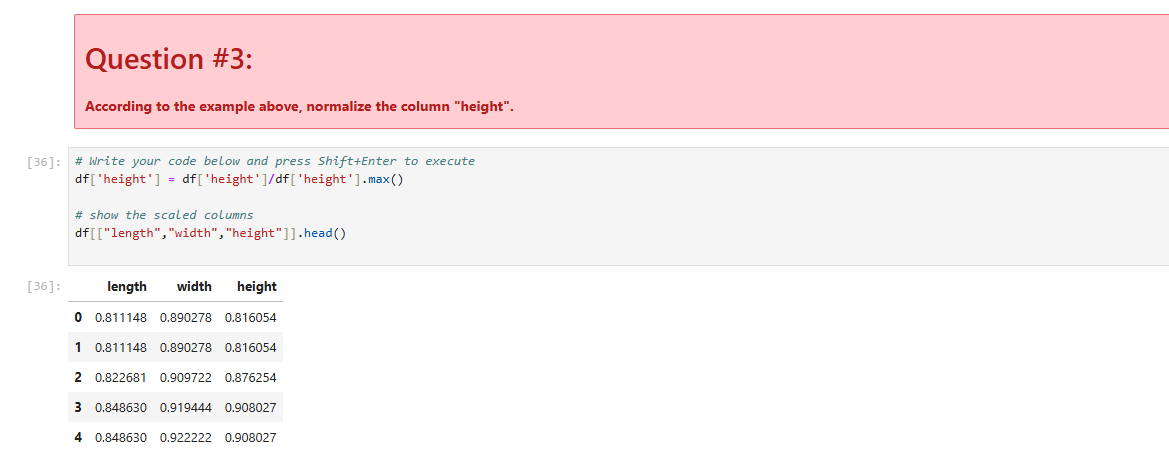 Question #3:
According to the example above, normalize the column "height".
[36]: # Write your code below and press Shift+Enter to execute
df['height'] = df['height']/df['height'].max()
# show the scaled columns
df[["length","width","height"]].head()
[36]: length width height
0 0.811148 0.890278 0.816054
1 0.811148 0.890278 0.816054
2 0.822681 0.909722 0.876254
3 0.848630 0.919444 0.908027
4 0.848630 0.922222 0.908027